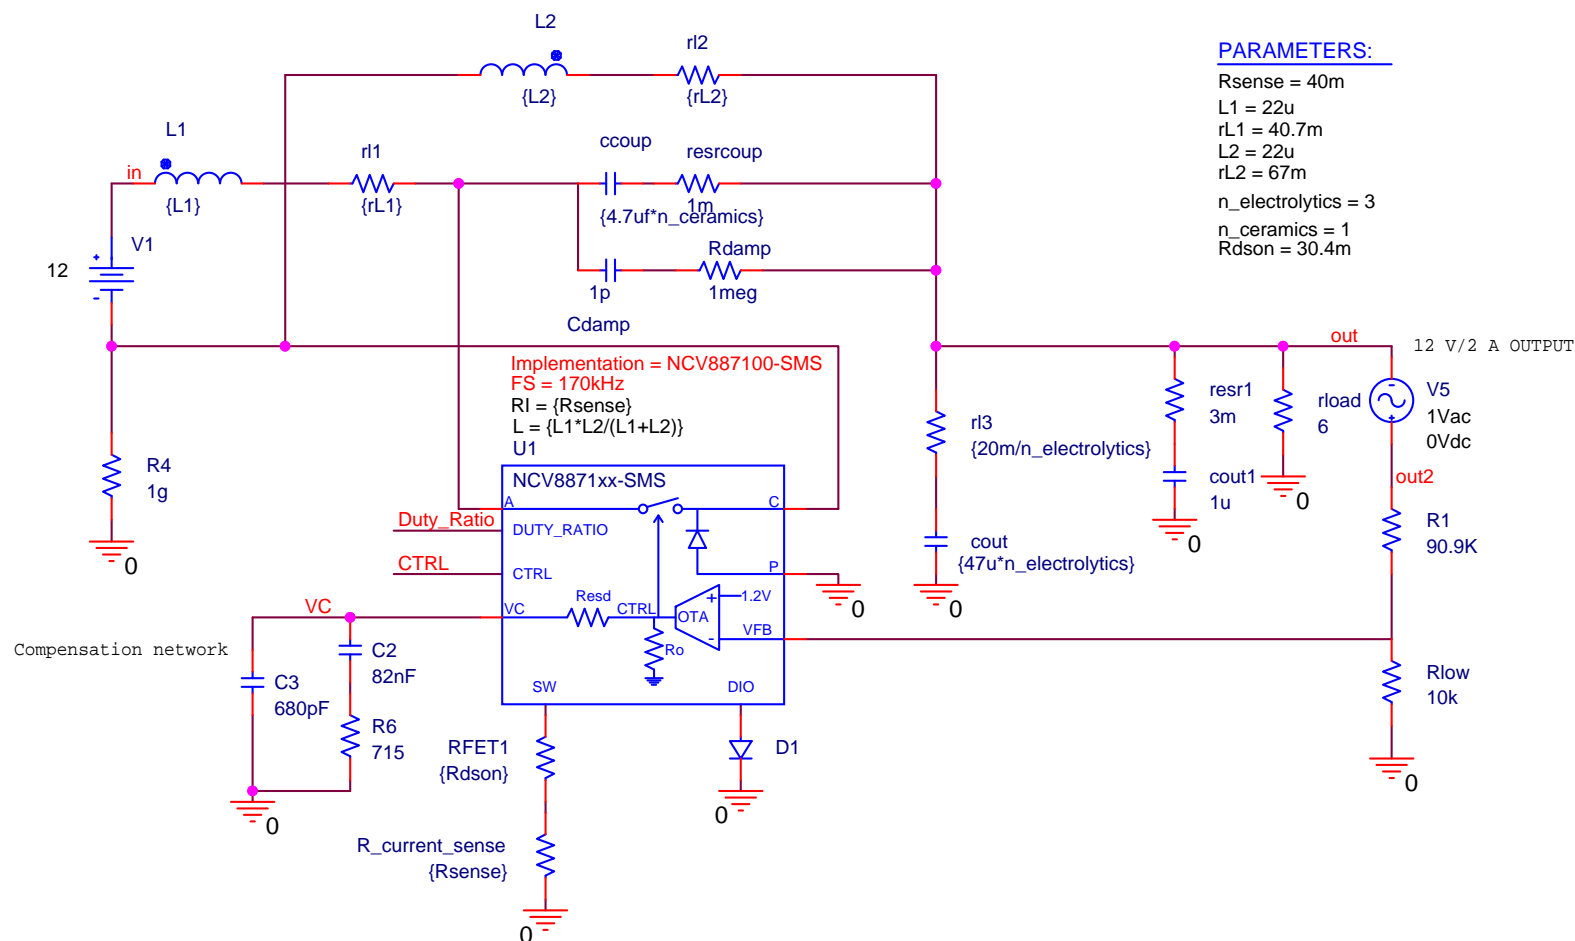 L2
rl2
{L2}
{rL2}
PARAMETERS:
Rsense = 40m
L1 = 22u
rL1 = 40.7m
L2 = 22u
rL2 = 67m
n_electrolytics = 3
n_ceramics = 1
Rdson = 30.4m
L1
in
{L1}
rl1
{rL1}
ccoup
resrcoup
1m
{4.7uf*n_ceramics}
Rdamp
1p
1meg
Cdamp
V1
12
+
-
Implementation = NCV887100-SMS
FS = 170kHz
RI = {Rsense}
L = {L1*L2/(L1+L2)}
U1
out
12 V/2 A OUTPUT
resr1
3m
rload
6
V5
1Vac
0Vdc
-
+
rl3
{20m/n_electrolytics}
cout1
1u
0
0
out2
R4
1g
0
NCV8871xx-SMS
A
C
Duty_Ratio
DUTY_RATIO
CTRL
CTRL
P
0
cout
{47u*n_electrolytics}
0
R1
90.9K
VC
VC
Resd
CTRL
OTA
+
-
1.2V
VFB
Ro
SW
DIO
Compensation network
C3
680pF
C2
82nF
R6
715
0
Rlow
10k
0
RFET1
{Rdson}
D1
0
R_current_sense
{Rsense}
0